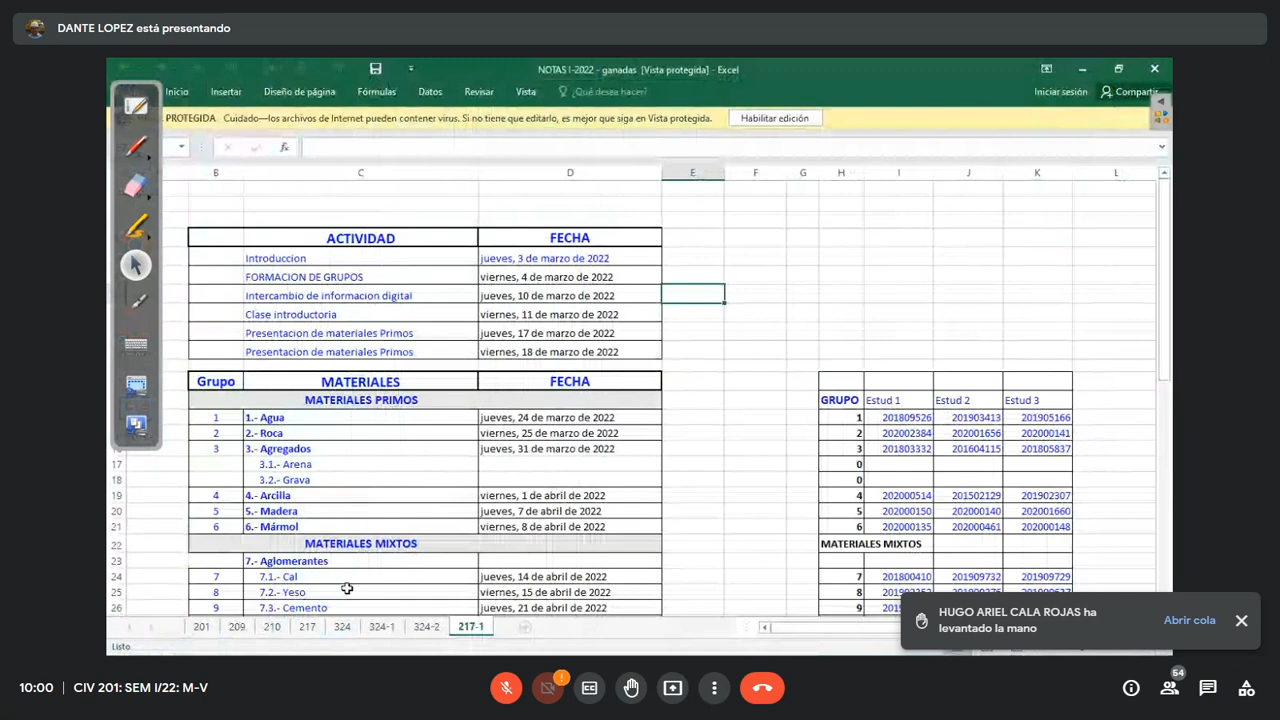 DANTE LOPEZ está presentando
NOTAS I-2022 - ganadas [Vista protegida] - Excel
Inicio Insertar Diseño de página Fórmulas Datos Revisar Vista ¿Qué desea hacer? Iniciar sesión Compartir
PROTEGIDA Cuidado—los archivos de Internet pueden contener virus. Si no tiene que editarlo, es mejor que siga en Vista protegida. Habilitar edición
fx
B C D E F G H I J K L
ACTIVIDAD FECHA
Introduccion jueves, 3 de marzo de 2022
FORMACION DE GRUPOS viernes, 4 de marzo de 2022
Intercambio de informacion digital jueves, 10 de marzo de 2022
Clase introductoria viernes, 11 de marzo de 2022
Presentacion de materiales Primos jueves, 17 de marzo de 2022
Presentacion de materiales Primos viernes, 18 de marzo de 2022
Grupo MATERIALES FECHA
MATERIALES PRIMOS GRUPO Estud 1 Estud 2 Estud 3
1 1.- Agua jueves, 24 de marzo de 2022 1 201809526 201903413 201905166
2 2.- Roca viernes, 25 de marzo de 2022 2 202002384 202001656 202000141
3 3.- Agregados jueves, 31 de marzo de 2022 3 201803332 201604115 201805837
17 3.1.- Arena 0
18 3.2.- Grava 0
19 4 4.- Arcilla viernes, 1 de abril de 2022 4 202000514 201502129 201902307
20 5 5.- Madera jueves, 7 de abril de 2022 5 202000150 202000140 202001660
21 6 6.- Mármol viernes, 8 de abril de 2022 6 202000135 202000461 202000148
22 MATERIALES MIXTOS MATERIALES MIXTOS
23 7.- Aglomerantes
24 7 7.1.- Cal jueves, 14 de abril de 2022 7 201800410 201909732 201909729
25 8 7.2.- Yeso viernes, 15 de abril de 2022 8
26 9 7.3.- Cemento jueves, 21 de abril de 2022 9
201 209 210 217 324 324-1 324-2 217-1
Listo
HUGO ARIEL CALA ROJAS ha
levantado la mano
Abrir cola
10:00 CIV 201: SEM I/22: M-V
54